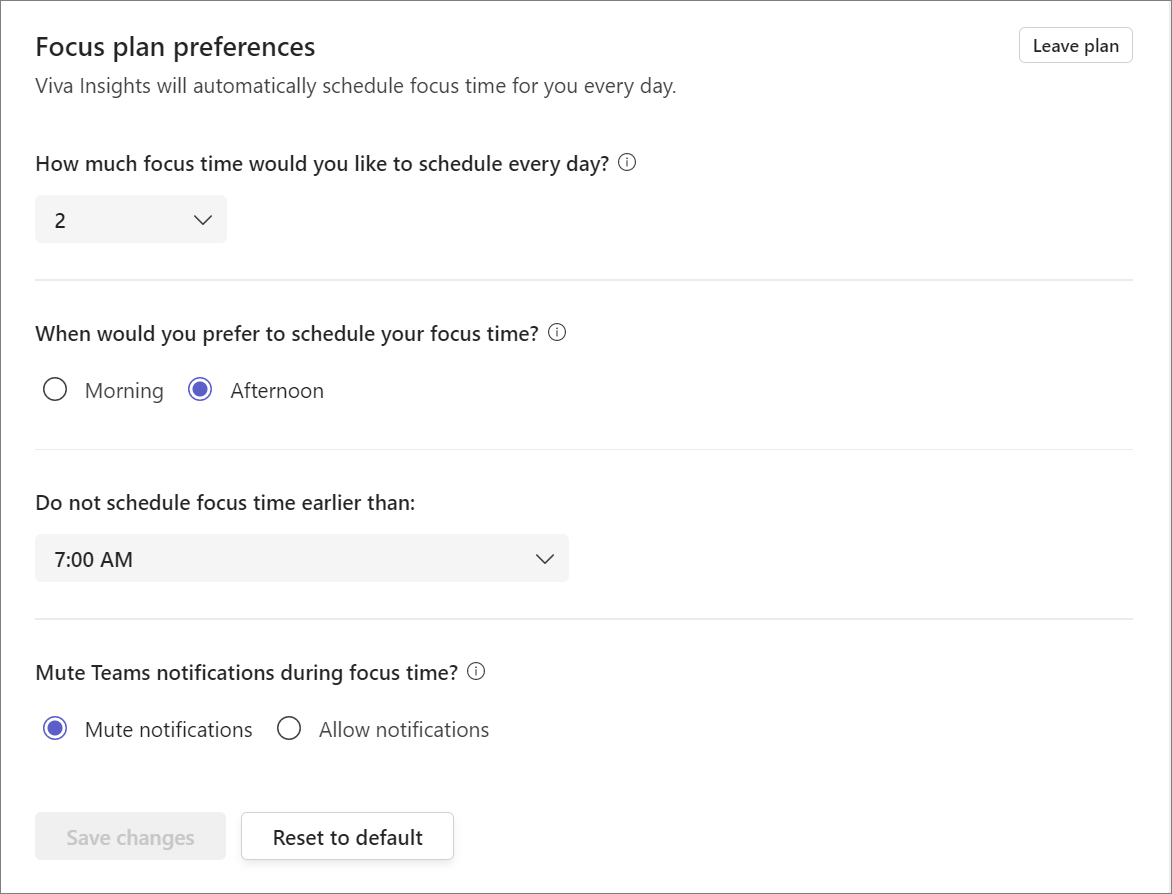 Focus plan preferences
Leave plan
Viva Insights will automatically schedule focus time for you every day.
How much focus time would you like to schedule every day?
2
When would you prefer to schedule your focus time?
Morning
Afternoon
Do not schedule focus time earlier than:
7:00 AM
Mute Teams notifications during focus time?
Mute notifications
Allow notifications
Save changes
Reset to default